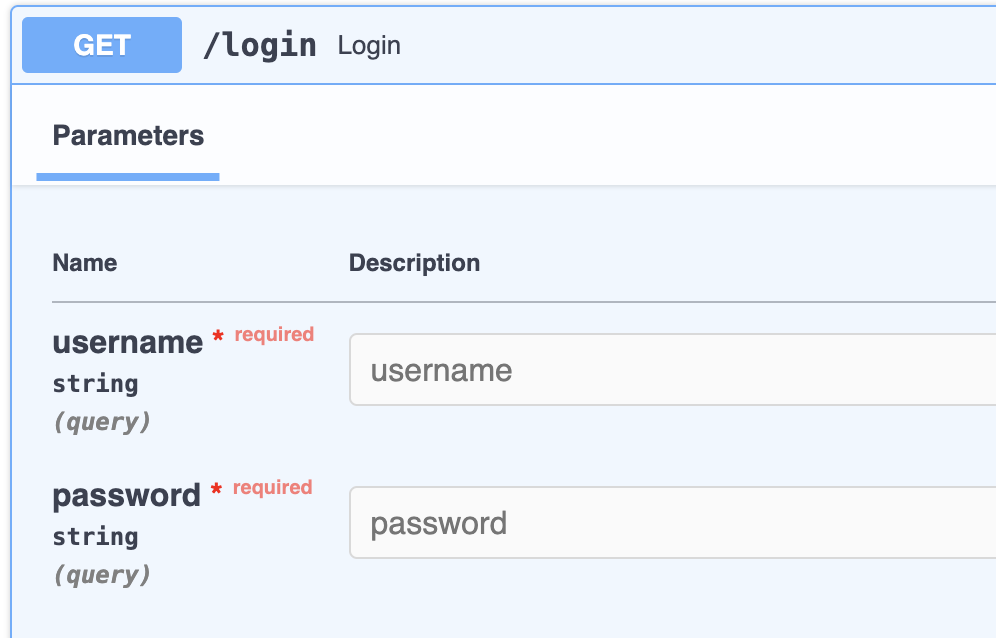 GET /login Login
Parameters
Name Description
username * required
username
string
(query)
password * required
password
string
(query)